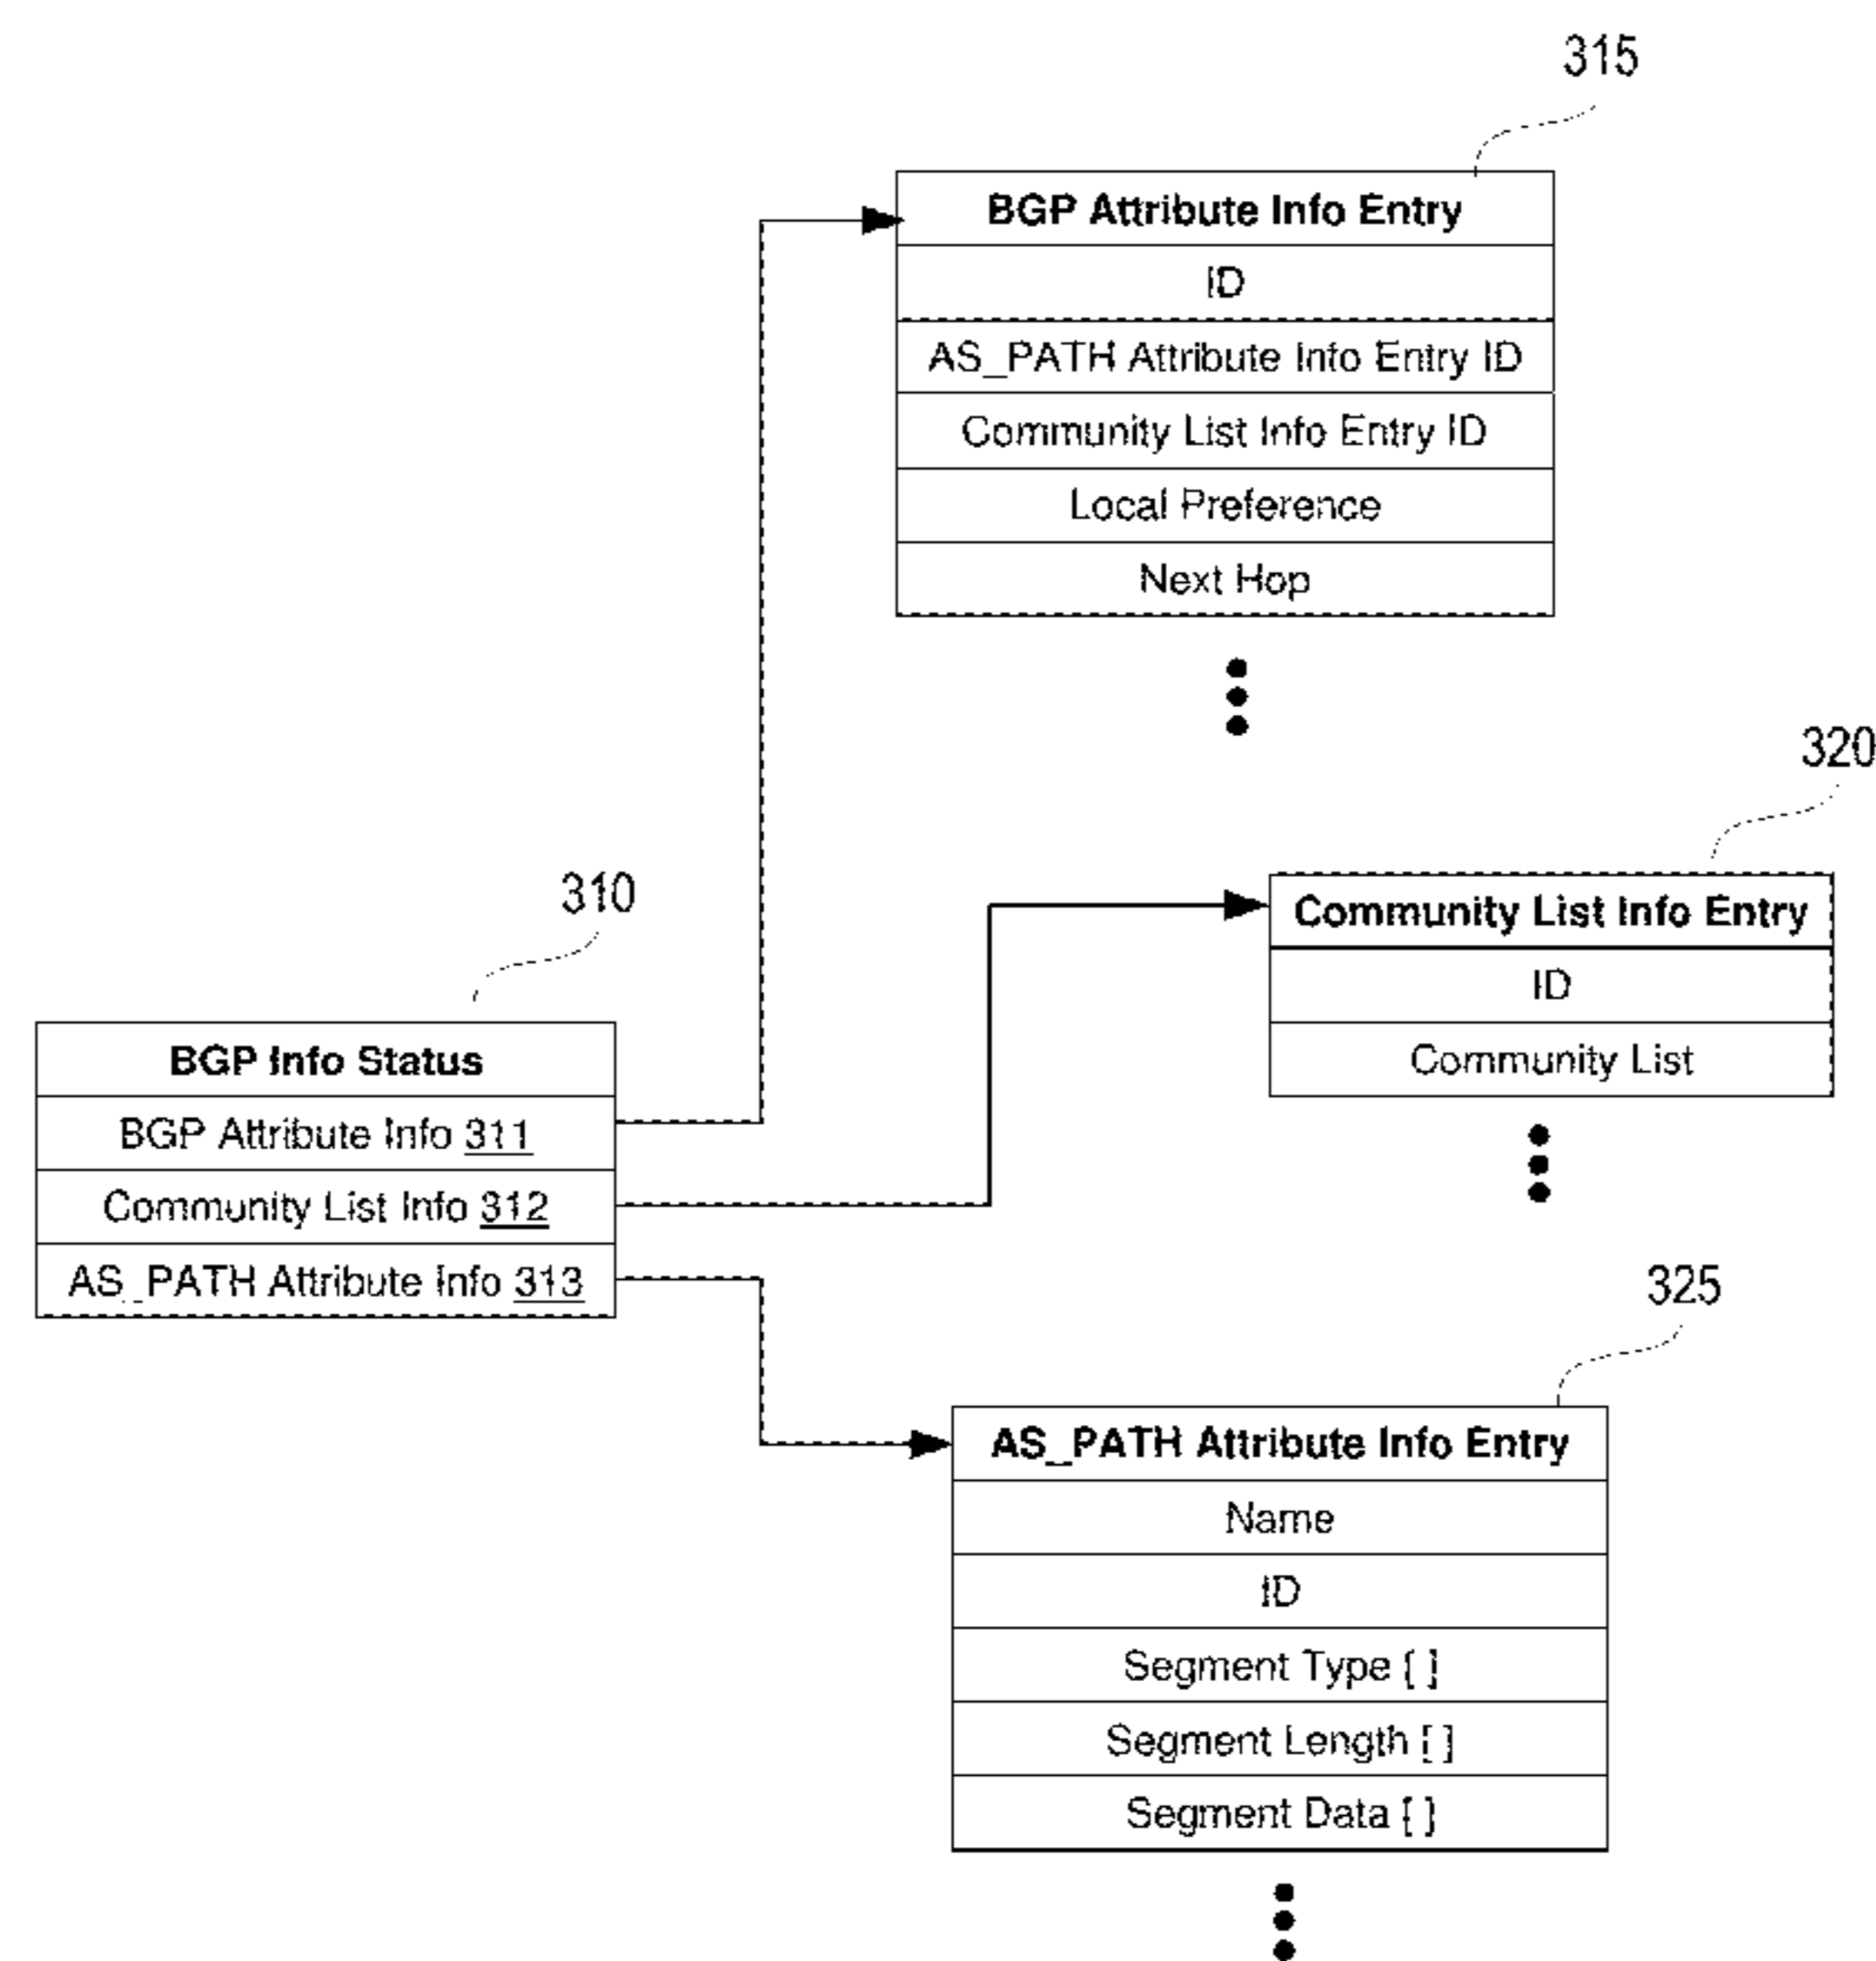 315
BGP Attribute Info Entry
ID
AS_PATH Attribute Info Entry ID
Community List Info Entry ID
Local Preference
Next Hop
320
Community List Info Entry
ID
Community List
310
BGP Info Status
BGP Attribute Info 311
Community List Info 312
AS_PATH Attribute Info 313
325
AS_PATH Attribute Info Entry
Name
ID
Segment Type [ ]
Segment Length [ ]
Segment Data [ ]